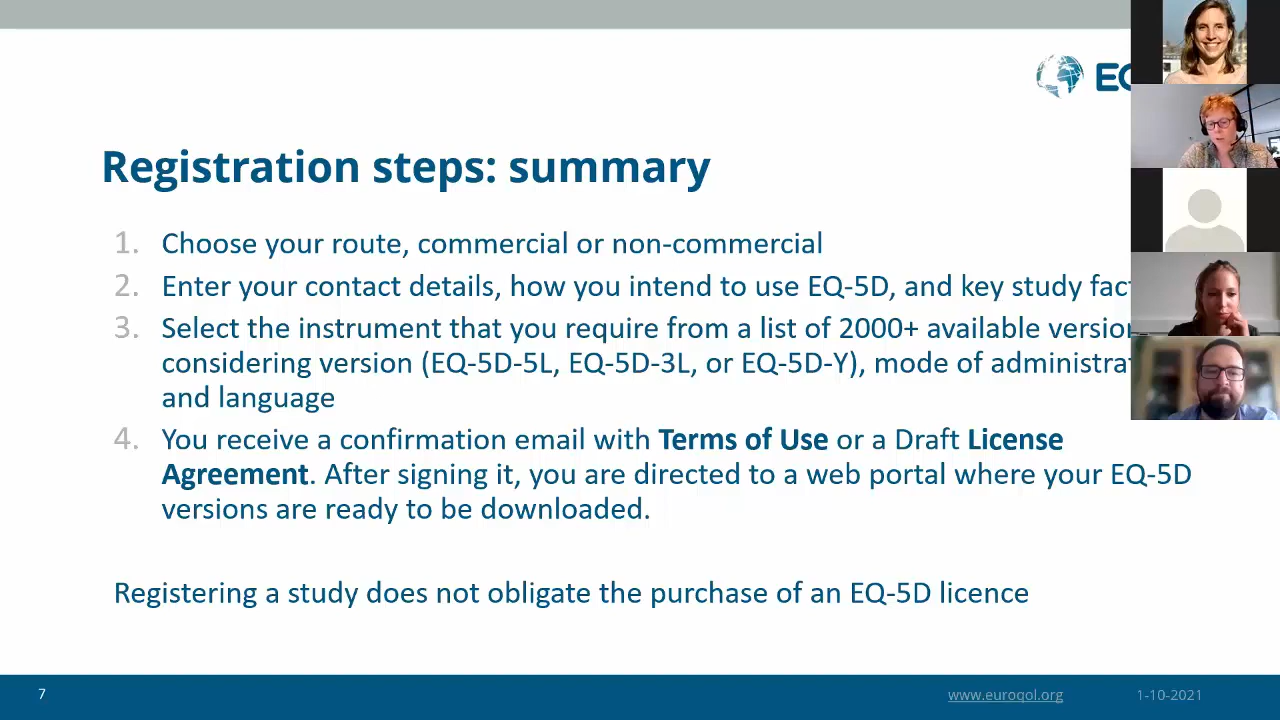 Registration steps: summary
1. Choose your route, commercial or non-commercial
2. Enter your contact details, how you intend to use EQ-5D, and key study
3. Select the instrument that you require from a list of 2000+ available
considering version (EQ-5D-5L, EQ-5D-3L, or EQ-5D-Y), mode of
and language
4. You receive a confirmation email with Terms of Use or a Draft License
Agreement. After signing it, you are directed to a web portal where your EQ-5D
versions are ready to be downloaded.
Registering a study does not obligate the purchase of an EQ-5D licence
7 www.euroqol.org 1-10-2021